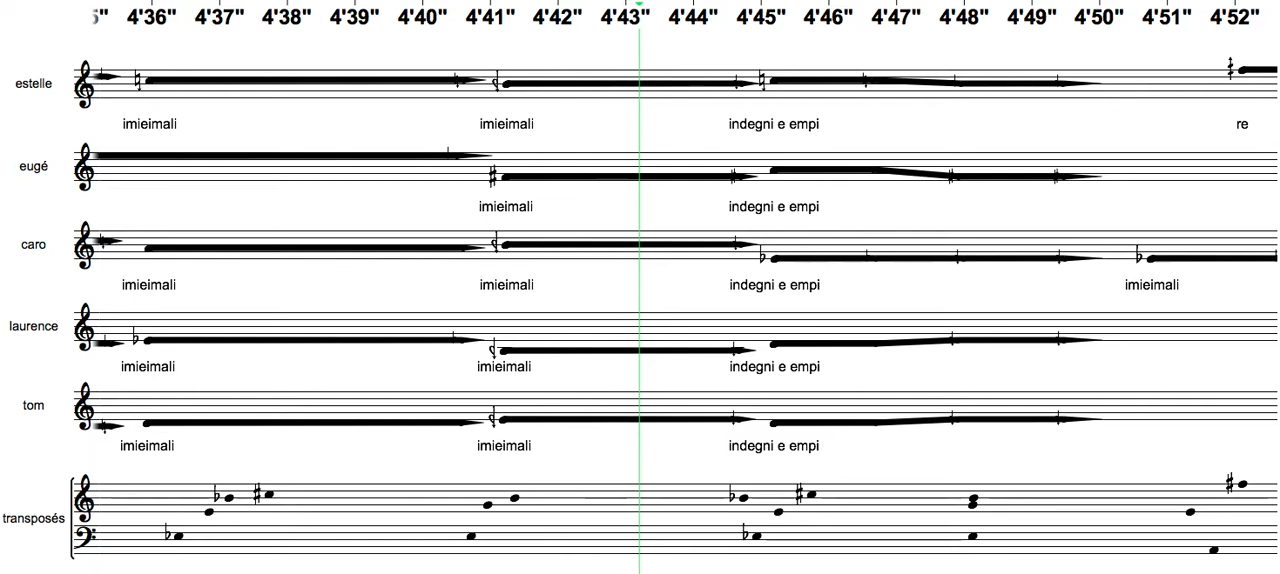 5" 4'36" 4'37" 4'38" 4'39" 4'40" 4'41" 4'42" 4'43" 4'44" 4'45" 4'46" 4'47" 4'48" 4'49" 4'50" 4'51" 4'52"
estelle
imieimali imieimali indegni e empi re
eugé
imieimali indegni e empi
caro
imieimali imieimali indegni e empi imieimali
laurence
imieimali imieimali indegni e empi
tom
imieimali imieimali indegni e empi
transposés